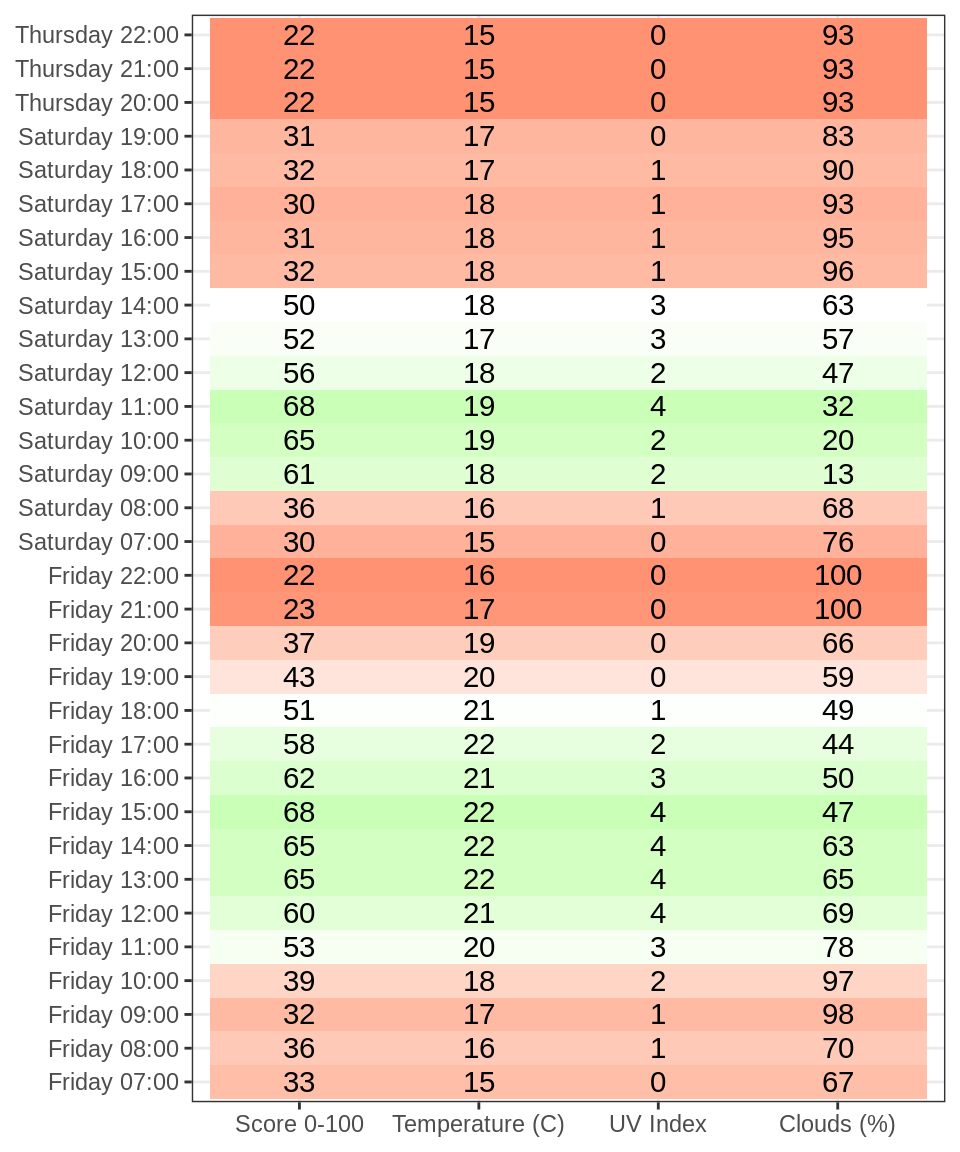 Thursday 22:00 22 15 0 93
Thursday 21:00 22 15 0 93
Thursday 20:00 22 15 0 93
Saturday 19:00 31 17 0 83
Saturday 18:00 32 17 1 90
Saturday 17:00 30 18 1 93
Saturday 16:00 31 18 1 95
Saturday 15:00 32 18 1 96
Saturday 14:00 50 18 3 63
Saturday 13:00 52 17 3 57
Saturday 12:00 56 18 2 47
Saturday 11:00 68 19 4 32
Saturday 10:00 65 19 2 20
Saturday 09:00 61 18 2 13
Saturday 08:00 36 16 1 68
Saturday 07:00 30 15 0 76
Friday 22:00 22 16 0 100
Friday 21:00 23 17 0 100
Friday 20:00 37 19 0 66
Friday 19:00 43 20 0 59
Friday 18:00 51 21 1 49
Friday 17:00 58 22 2 44
Friday 16:00 62 21 3 50
Friday 15:00 68 22 4 47
Friday 14:00 65 22 4 63
Friday 13:00 65 22 4 65
Friday 12:00 60 21 4 69
Friday 11:00 53 20 3 78
Friday 10:00 39 18 2 97
Friday 09:00 32 17 1 98
Friday 08:00 36 16 1 70
Friday 07:00 33 15 0 67
Score 0-100 Temperature (C) UV Index Clouds (%)